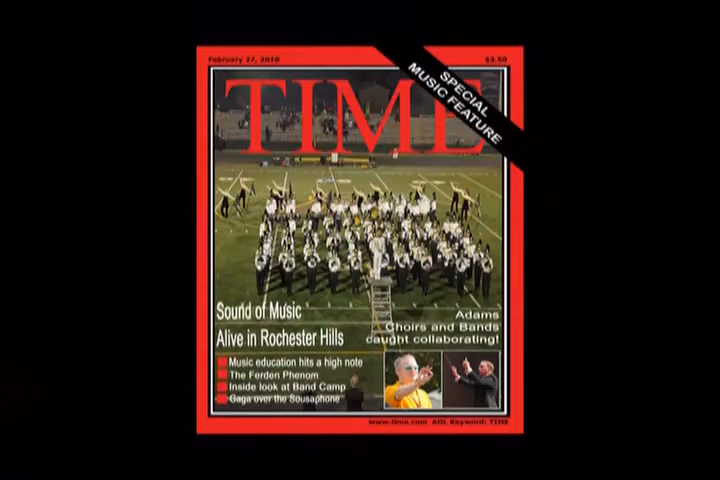 February 27, 2010
$3.50
SPECIAL
MUSIC FEATURE
TIME
Sound of Music
Alive in Rochester Hills
Adams
Choirs and Bands
caught collaborating!
Music education hits a high note
The Ferden Phenom
Inside look at Band Camp
Gaga over the Sousaphone
www.time.com AOL Keyword: TIME